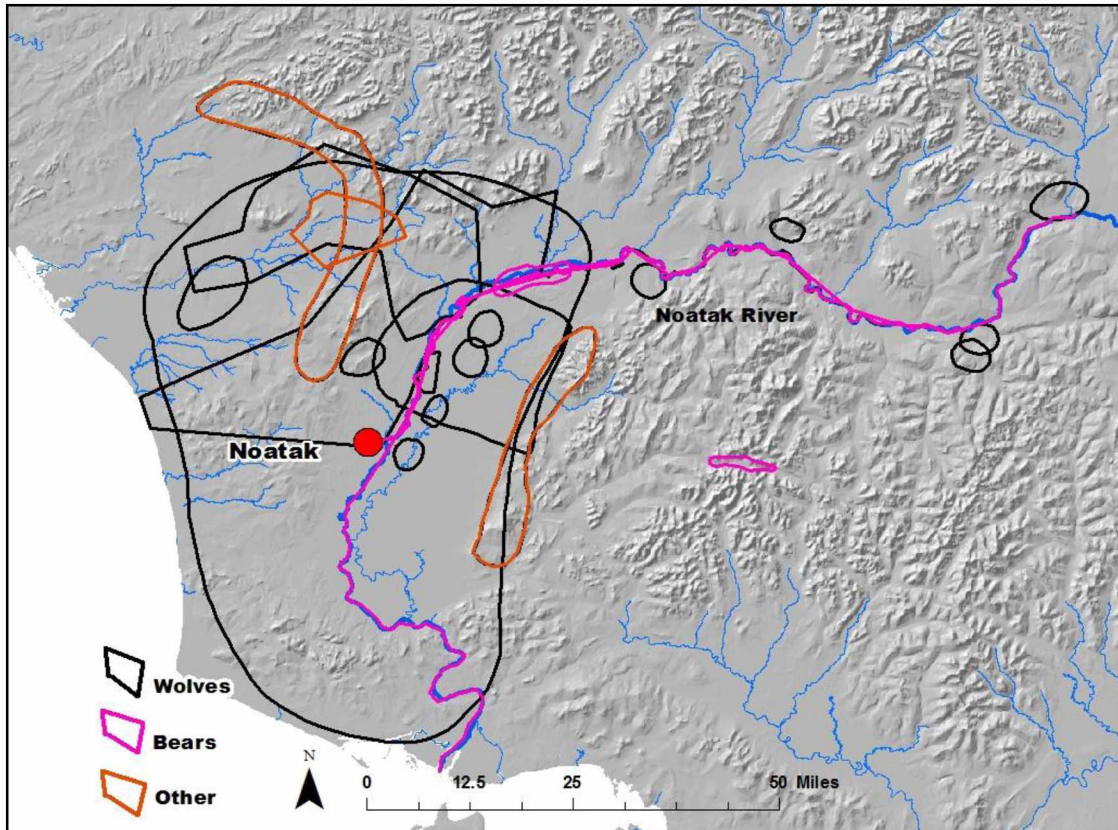 Noatak River
Noatak
Wolves
Bears
Other
N
0 12.5 25 50 Miles